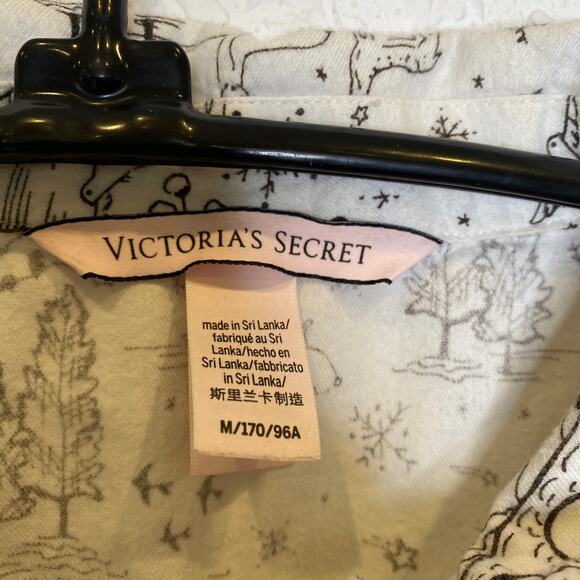 VICTORIA'S SECRET
made in Sri Lanka/
fabriqué au Sri
Lanka/hecho en
Sri Lanka/fabbricato
in Sri Lanka/
斯里兰卡制造
M/170/96A